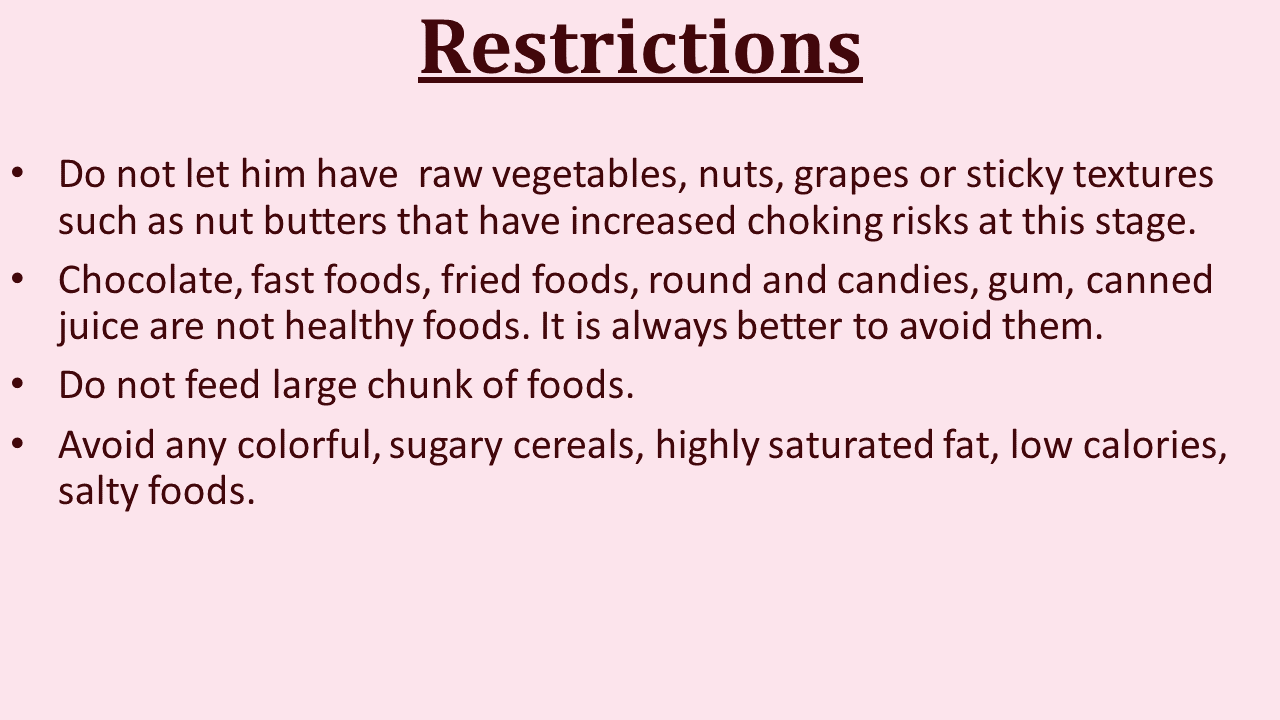 Restrictions
• Do not let him have  raw vegetables, nuts, grapes or sticky textures
such as nut butters that have increased choking risks at this stage.
• Chocolate, fast foods, fried foods, round and candies, gum, canned
juice are not healthy foods. It is always better to avoid them.
• Do not feed large chunk of foods.
• Avoid any colorful, sugary cereals, highly saturated fat, low calories,
salty foods.